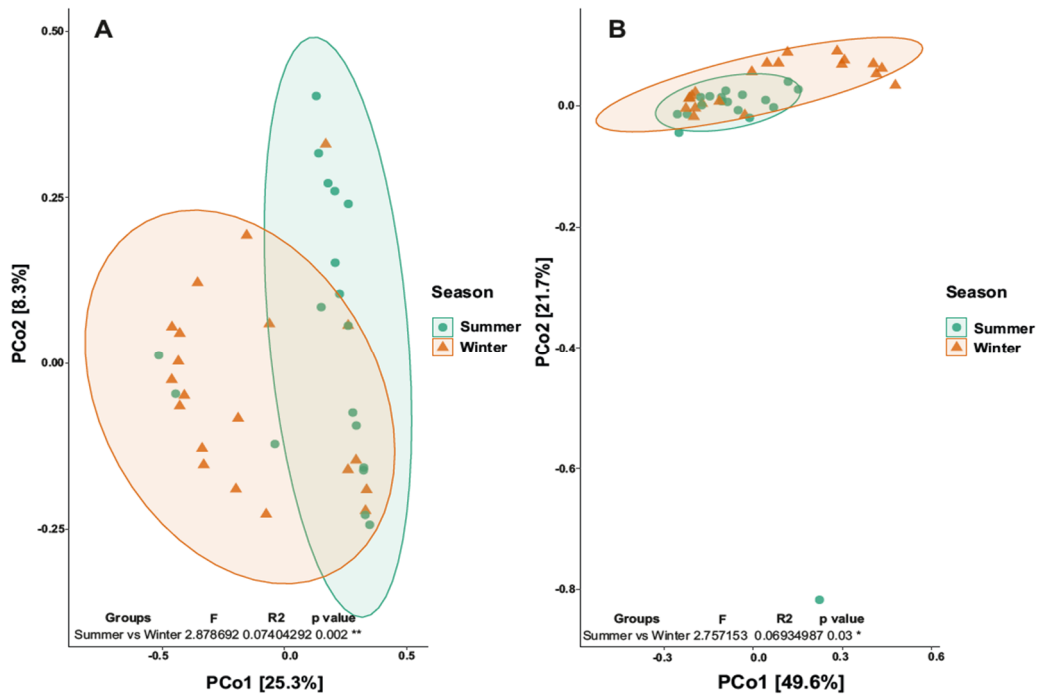 A
0.50
0.25
0.00
-0.25
PCo2 [8.3%]
Season
Summer
Winter
Groups F R2 p value
Summer vs Winter 2.878692 0.07404292 0.002 **
-0.5 0.0 0.5
PCo1 [25.3%]
B
0.0
-0.2
-0.4
-0.6
-0.8
PCo2 [21.7%]
Season
Summer
Winter
Groups F R2 p value
Summer vs Winter 2.757153 0.06934987 0.03 *
-0.3 0.0 0.3 0.6
PCo1 [49.6%]